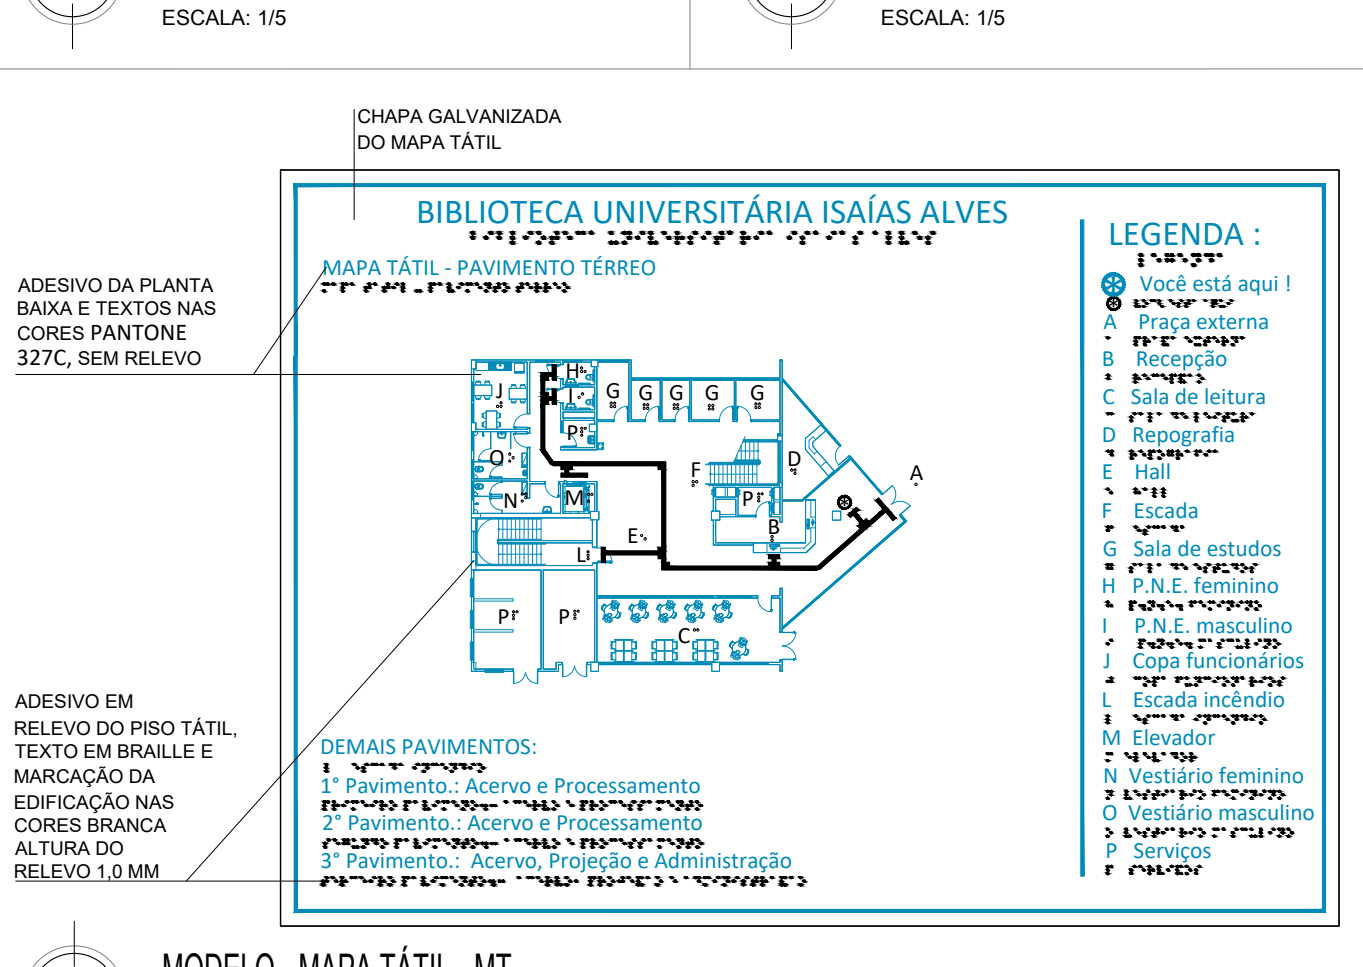 ESCALA: 1/5
ESCALA: 1/5
CHAPA GALVANIZADA
DO MAPA TÁTIL
ADESIVO DA PLANTA
BAIXA E TEXTOS NAS
CORES PANTONE
327C, SEM RELEVO
ADESIVO EM
RELEVO DO PISO TÁTIL,
TEXTO EM BRAILLE E
MARCAÇÃO DA
EDIFICAÇÃO NAS
CORES BRANCA
ALTURA DO
RELEVO 1,0 MM
BIBLIOTECA UNIVERSITÁRIA ISAÍAS ALVES
MAPA TÁTIL - PAVIMENTO TÉRREO
H
J
I
G
G
G
G
G
P
O
F
D
A
N
M
P
B
E
L
P
P
C
DEMAIS PAVIMENTOS:
1° Pavimento.: Acervo e Processamento
2° Pavimento.: Acervo e Processamento
3° Pavimento.: Acervo, Projeção e Administração
LEGENDA :
Você está aqui !
A Praça externa
B Recepção
C Sala de leitura
D Repografia
E Hall
F Escada
G Sala de estudos
H P.N.E. feminino
I P.N.E. masculino
J Copa funcionários
L Escada incêndio
M Elevador
N Vestiário feminino
O Vestiário masculino
P Serviços
MODELO - MAPA TÁTIL - MT